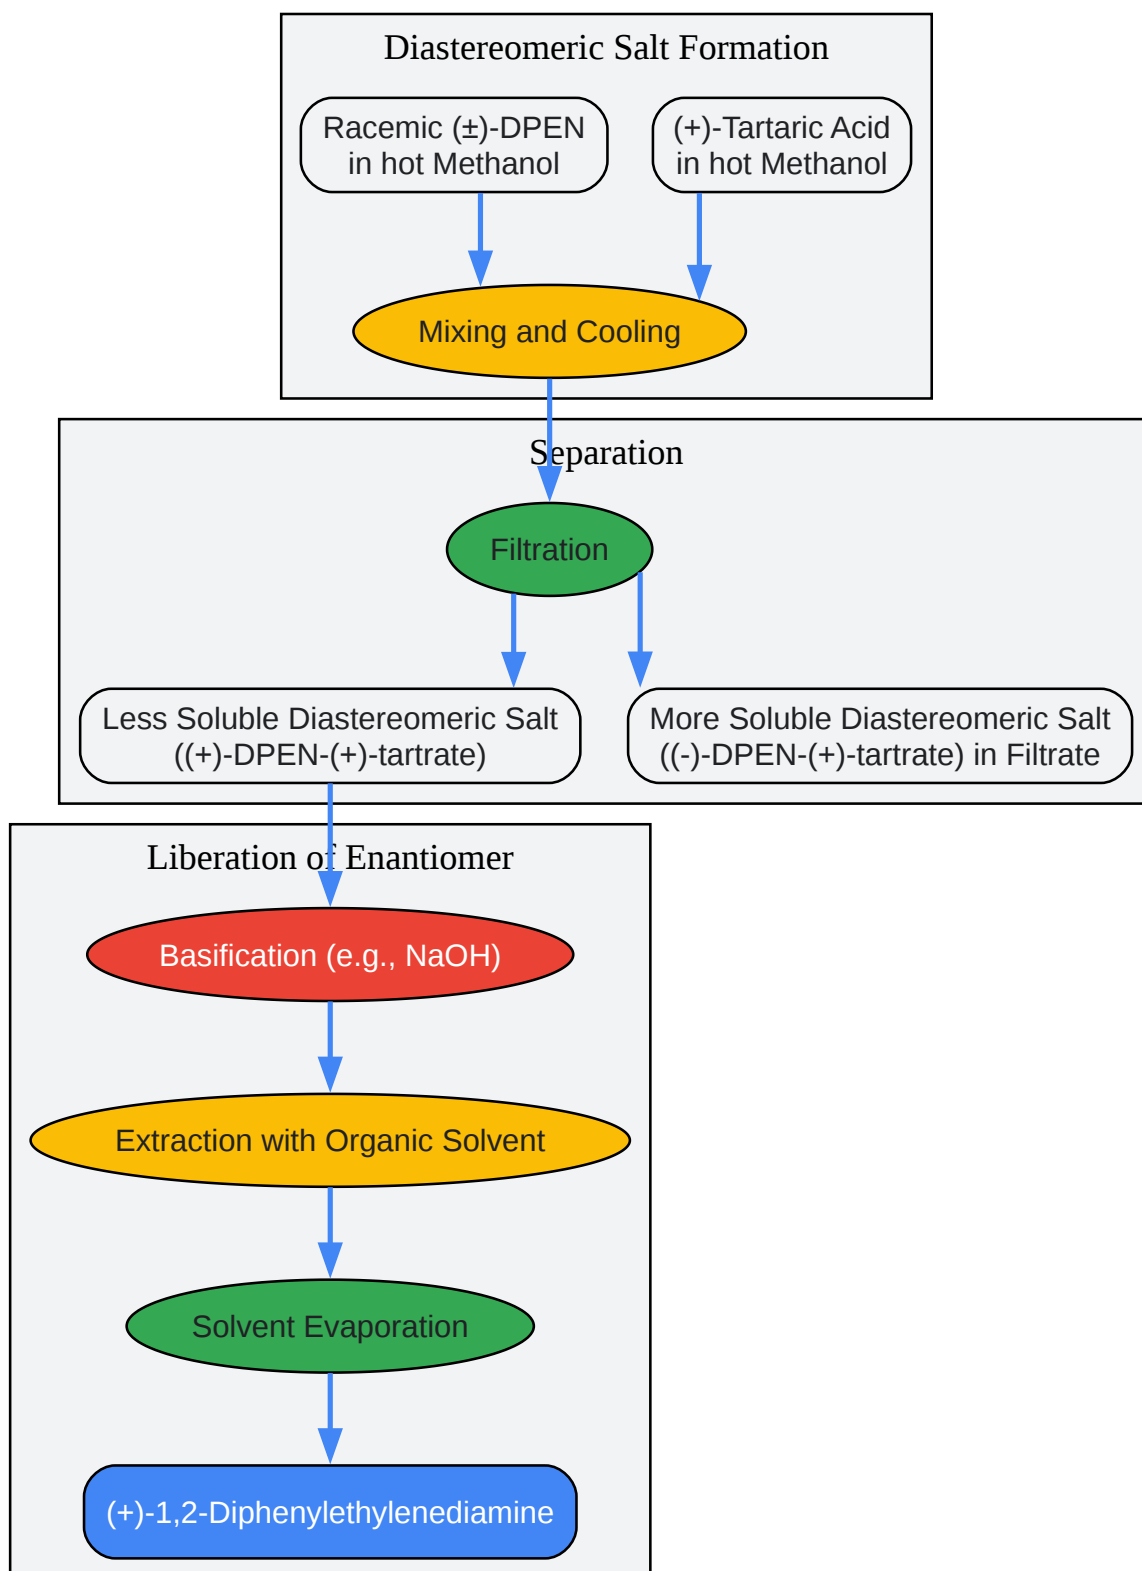 Diastereomeric Salt Formation
Racemic (±)-DPEN
in hot Methanol
(+)-Tartaric Acid
in hot Methanol
Mixing and Cooling
Separation
Filtration
Less Soluble Diastereomeric Salt
((+)-DPEN-(+)-tartrate)
More Soluble Diastereomeric Salt
((-)-DPEN-(+)-tartrate) in Filtrate
Liberation of Enantiomer
Basification (e.g., NaOH)
Extraction with Organic Solvent
Solvent Evaporation
(+)-1,2-Diphenylethylenediamine